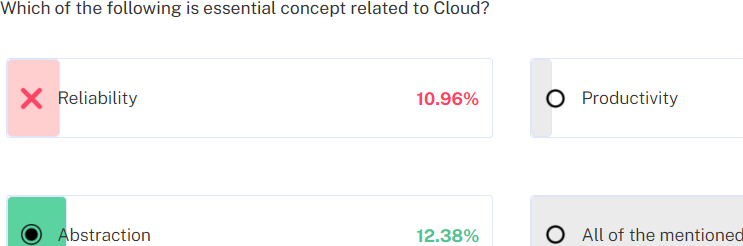 Which of the following is essential concept related to Cloud?
Reliability 10.96%
Productivity
Abstraction 12.38%
All of the mentioned